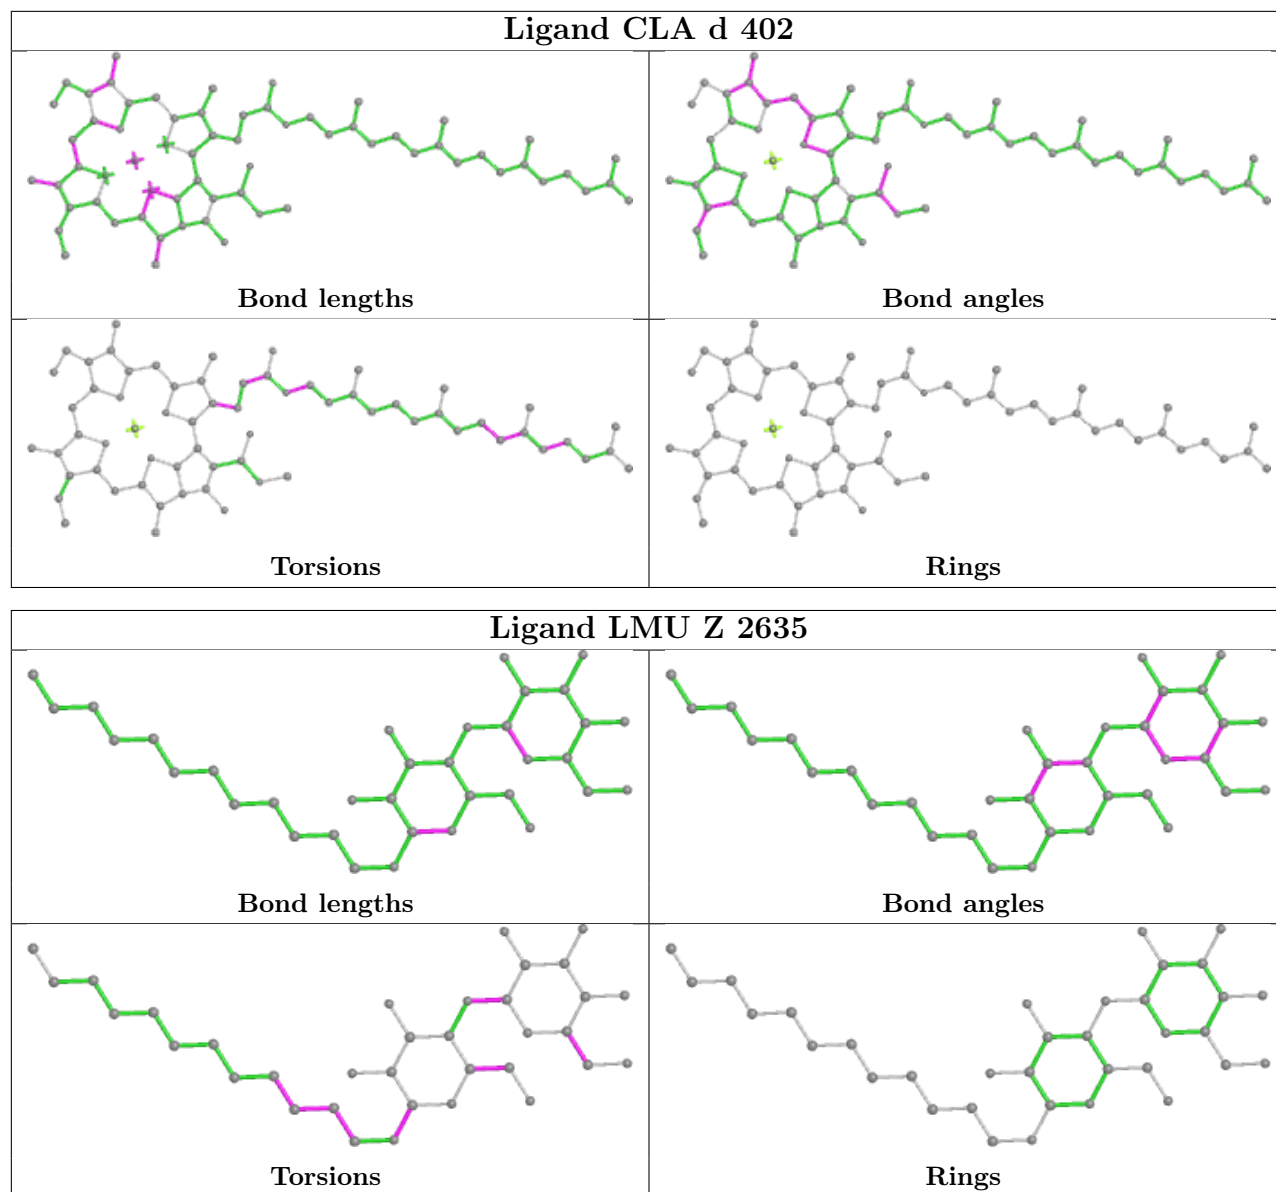 Ligand CLA d 402
Bond lengths
Bond angles
Torsions
Rings
Ligand LMU Z 2635
Bond lengths
Bond angles
Torsions
Rings